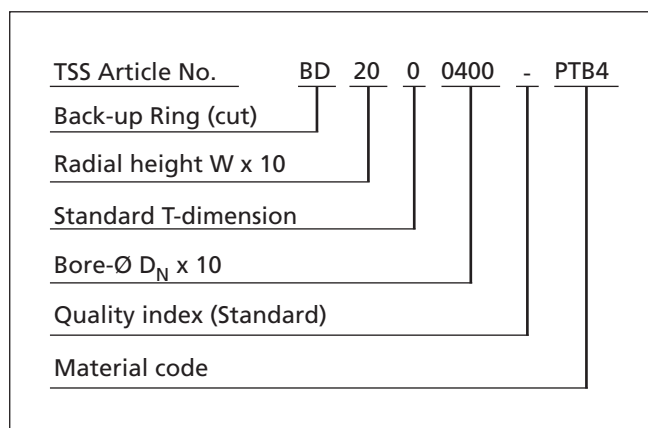 TSS Article No. BD 20 0 0400 - PTB4
Back-up Ring (cut)
Radial height W x 10
Standard T-dimension
Bore-Ø DN x 10
Quality index (Standard)
Material code